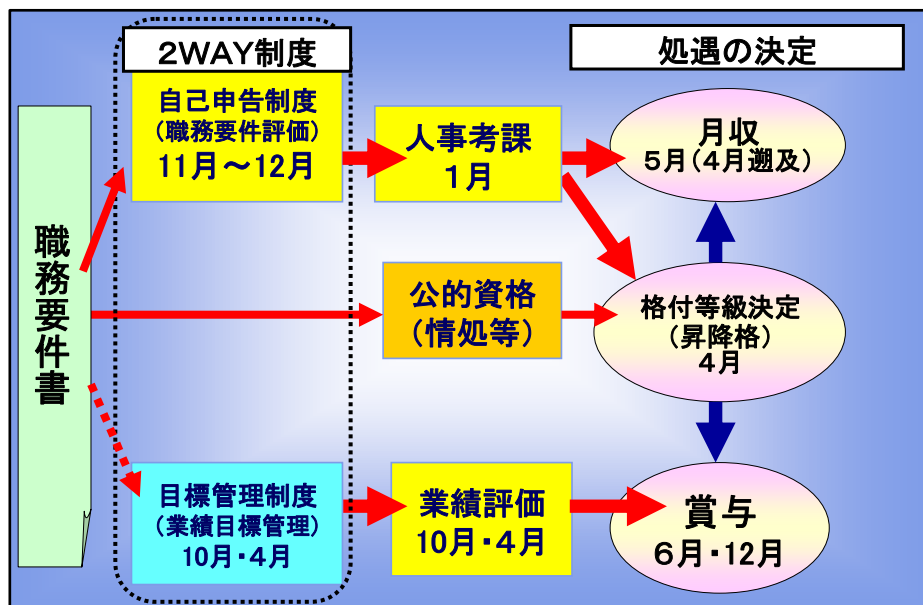 2WAY制度
処遇の決定
職務要件書
自己申告制度
(職務要件評価)
11月～12月
人事考課
1月
月収
5月(4月遡及)
公的資格
(情処等)
格付等級決定
(昇降格)
4月
目標管理制度
(業績目標管理)
10月・4月
業績評価
10月・4月
賞与
6月・12月